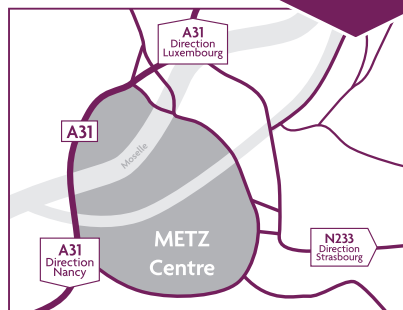 A31
Direction
Luxembourg
A31
Moselle
METZ
Centre
A31
Direction
Nancy
N233
Direction
Strasbourg